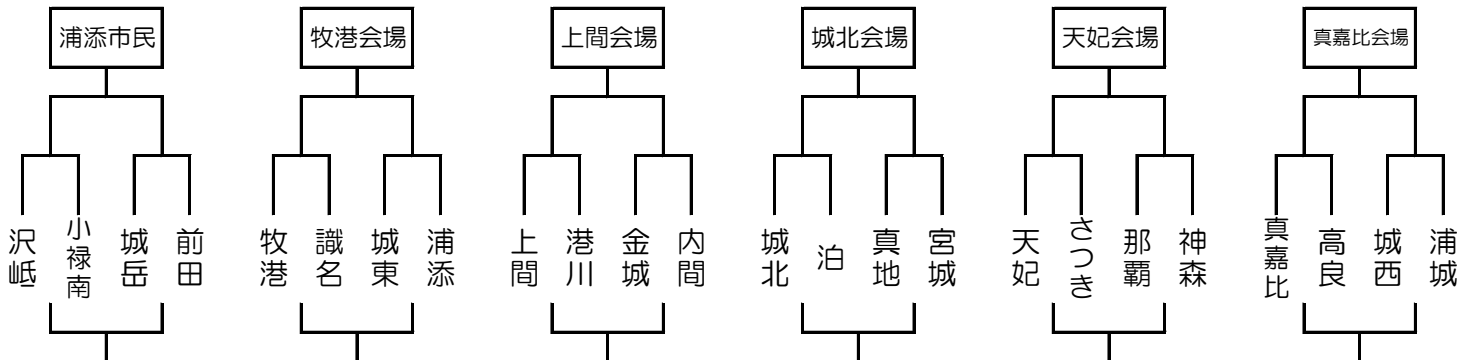 浦添市民
牧港会場
上間会場
城北会場
天妃会場
真嘉比会場
沢岻
小禄南
城岳
前田
牧港
識名
城東
浦添
上間
港川
金城
内間
城北
泊
真地
宮城
天妃
さつき
那覇
神森
真嘉比
高良
城西
浦城